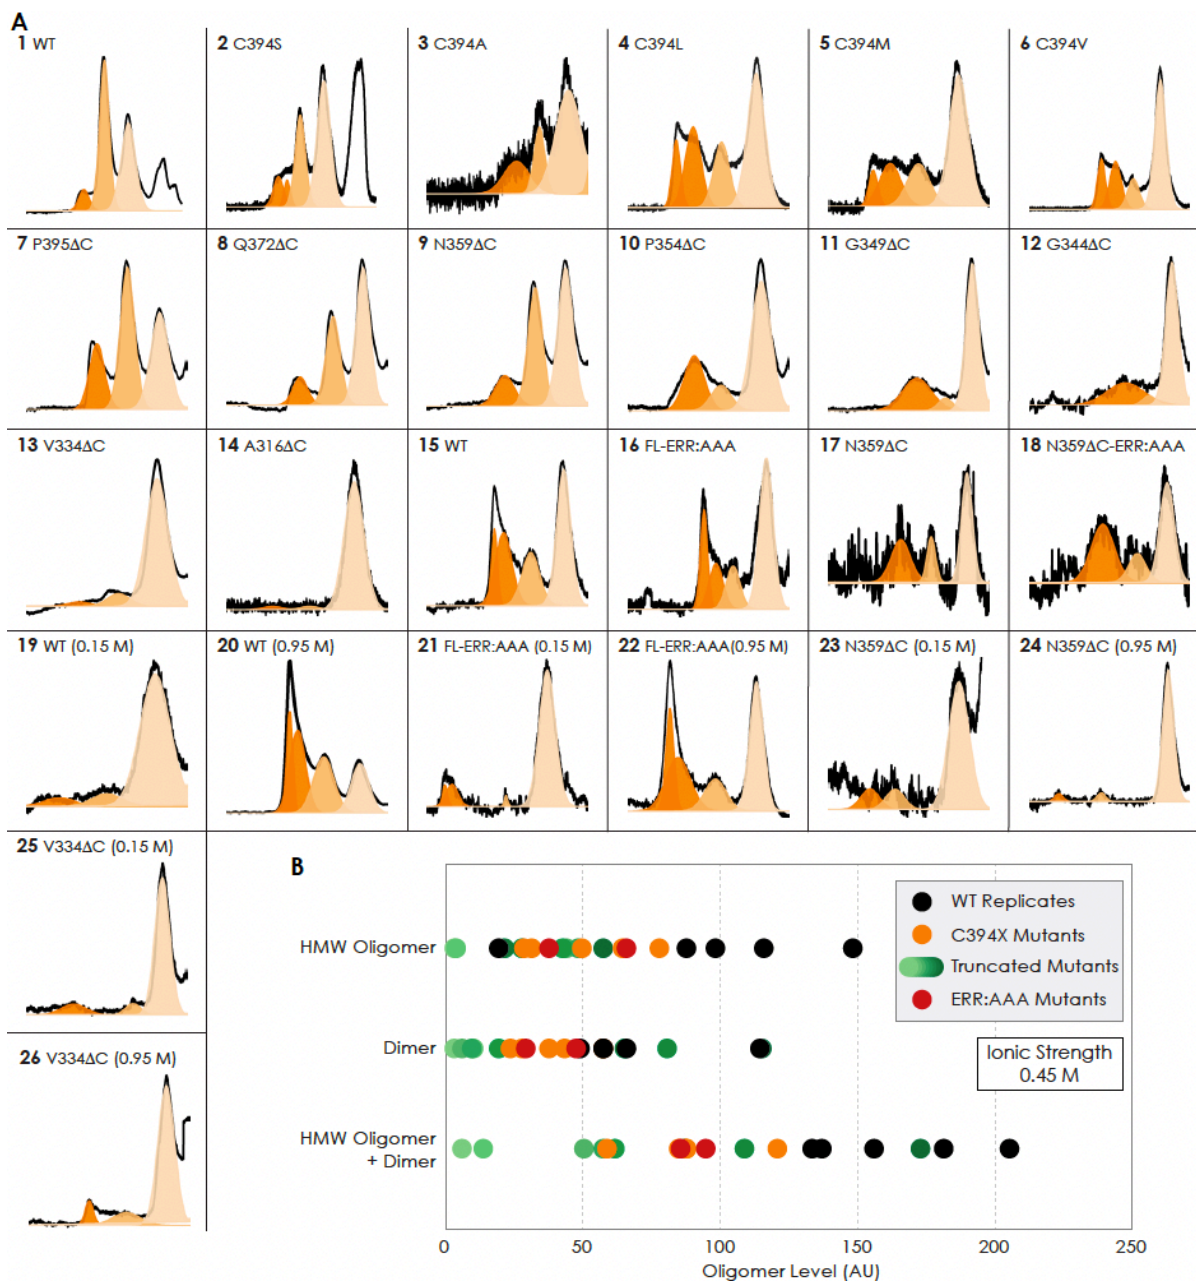 A
1 WT
2 C394S
3 C394A
4 C394L
5 C394M
6 C394V
7 P395ΔC
8 Q372ΔC
9 N359ΔC
10 P354ΔC
11 G349ΔC
12 G344ΔC
13 V334ΔC
14 A316ΔC
15 WT
16 FL-ERR:AAA
17 N359ΔC
18 N359ΔC-ERR:AAA
19 WT (0.15 M)
20 WT (0.95 M)
21 FL-ERR:AAA (0.15 M)
22 FL-ERR:AAA(0.95 M)
23 N359ΔC (0.15 M)
24 N359ΔC (0.95 M)
25 V334ΔC (0.15 M)
26 V334ΔC (0.95 M)
B
HMW Oligomer
Dimer
HMW Oligomer
+ Dimer
WT Replicates
C394X Mutants
Truncated Mutants
ERR:AAA Mutants
Ionic Strength
0.45 M
0 50 100 150 200 250
Oligomer Level (AU)